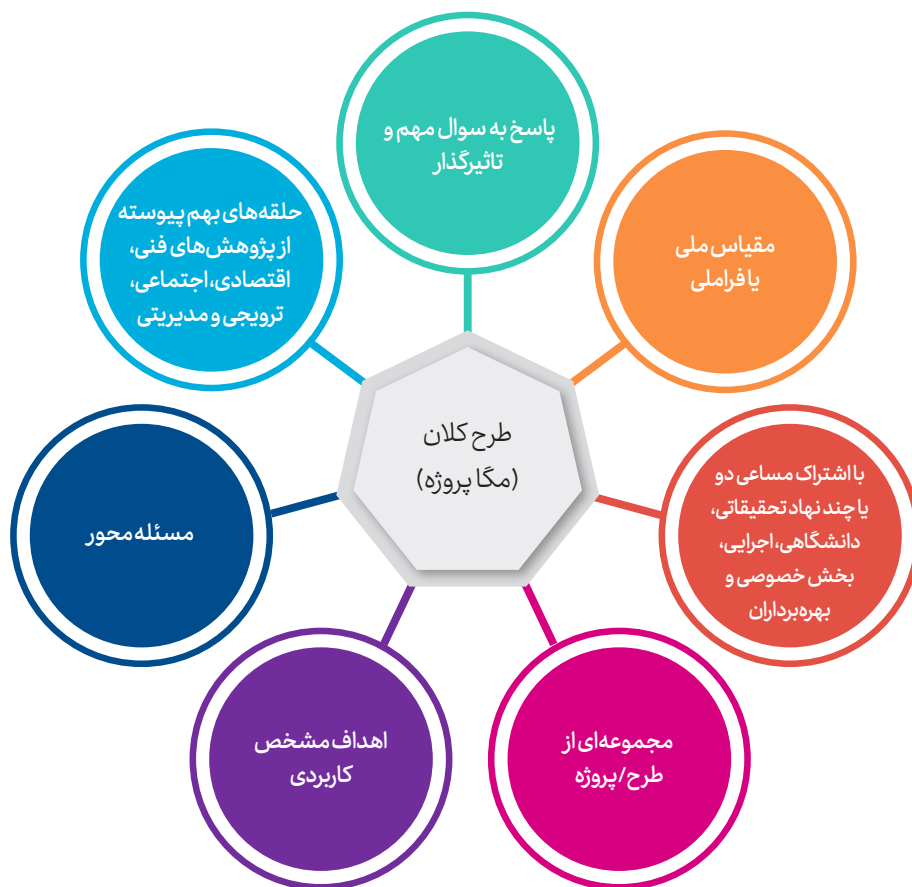 پاسخ به سوال مهم و
تاثیرگذار
مقیاس ملی
یا فراملی
با اشتراک مساعی دو
یا چند نهاد تحقیقاتی،
دانشگاهی، اجرایی،
بخش خصوصی و
بهره‌برداران
مجموعه‌ای از
طرح/پروژه
اهداف مشخص
کاربردی
مسئله محور
حلقه‌های بهم پیوسته
از پژوهش‌های فنی،
اقتصادی، اجتماعی،
ترویجی و مدیریتی
طرح کلان
(مگا پروژه)